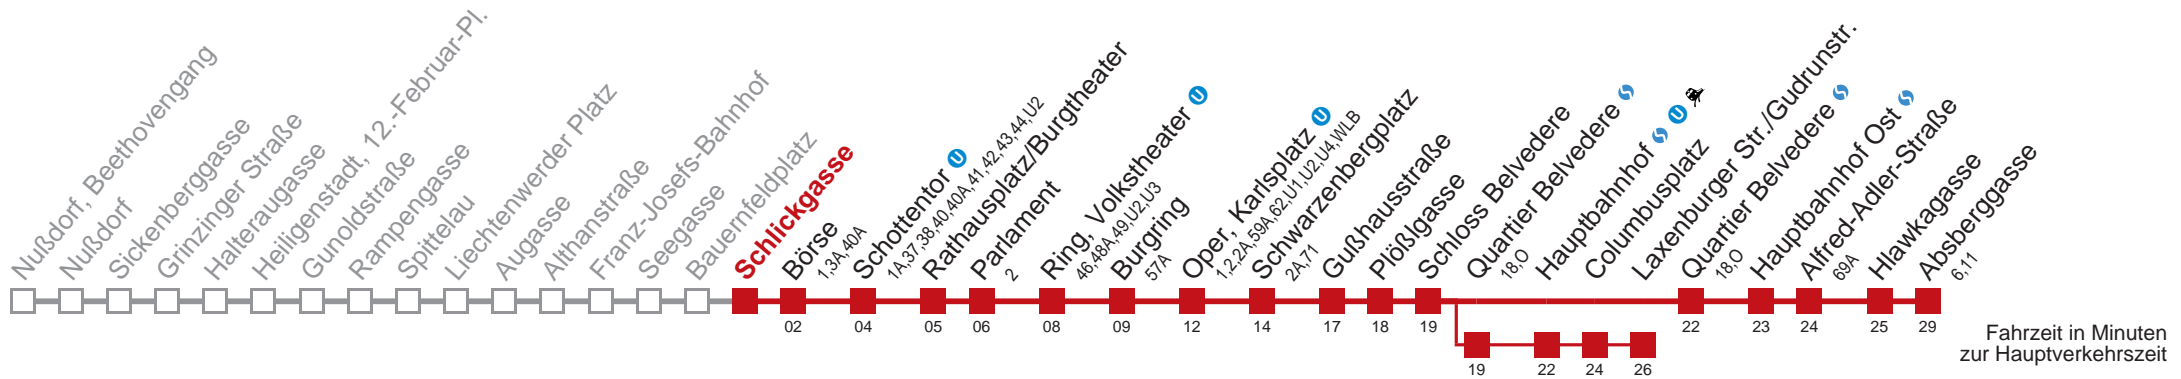 Nußdorf, Beethovengang
Nußdorf
Sickenberggasse
Grinzinger Straße
Halteraugasse
Heiligenstadt, 12.-Februar-Pl.
Gunoldstraße
Rampengasse
Spittelau
Liechtenwerder Platz
Augasse
Althanstraße
Franz-Josefs-Bahnhof
Seegasse
Bauernfeldplatz
Schlickgasse
Börse
1,3A,40A
Schottentor U
1A,37,38,40,40A,41,42,43,44,U2
Rathausplatz/Burgtheater
Parlament
2
Ring, Volkstheater U
46,48A,49,U2,U3
Burgring
57A
Oper, Karlsplatz U
1,2,2A,59A,62,U1,U2,U4,WLB
Schwarzenbergplatz
2A,71
Gußhausstraße
Plößlgasse
Schloss Belvedere
Quartier Belvedere S
18,O
Hauptbahnhof S U
Columbusplatz
Laxenburger Str./Gudrunstr.
Quartier Belvedere S
18,O
Hauptbahnhof Ost S
Alfred-Adler-Straße
69A
Hlawkagasse
Absberggasse
6,11
02 04 05 06 08 09 12 14 17 18 19 22 23 24 25 29
19 22 24 26
Fahrzeit in Minuten
zur Hauptverkehrszeit